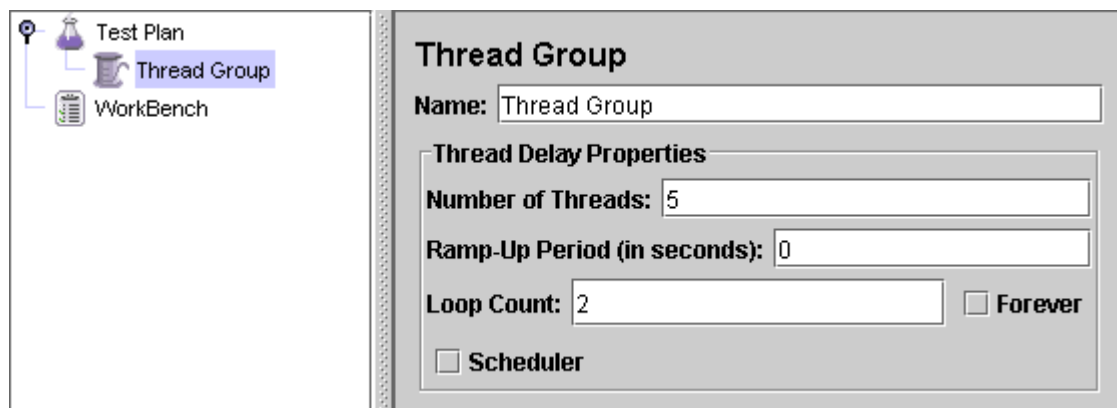 Test Plan
Thread Group
WorkBench
Thread Group
Name: Thread Group
Thread Delay Properties
Number of Threads: 5
Ramp-Up Period (in seconds): 0
Loop Count: 2 Forever
Scheduler